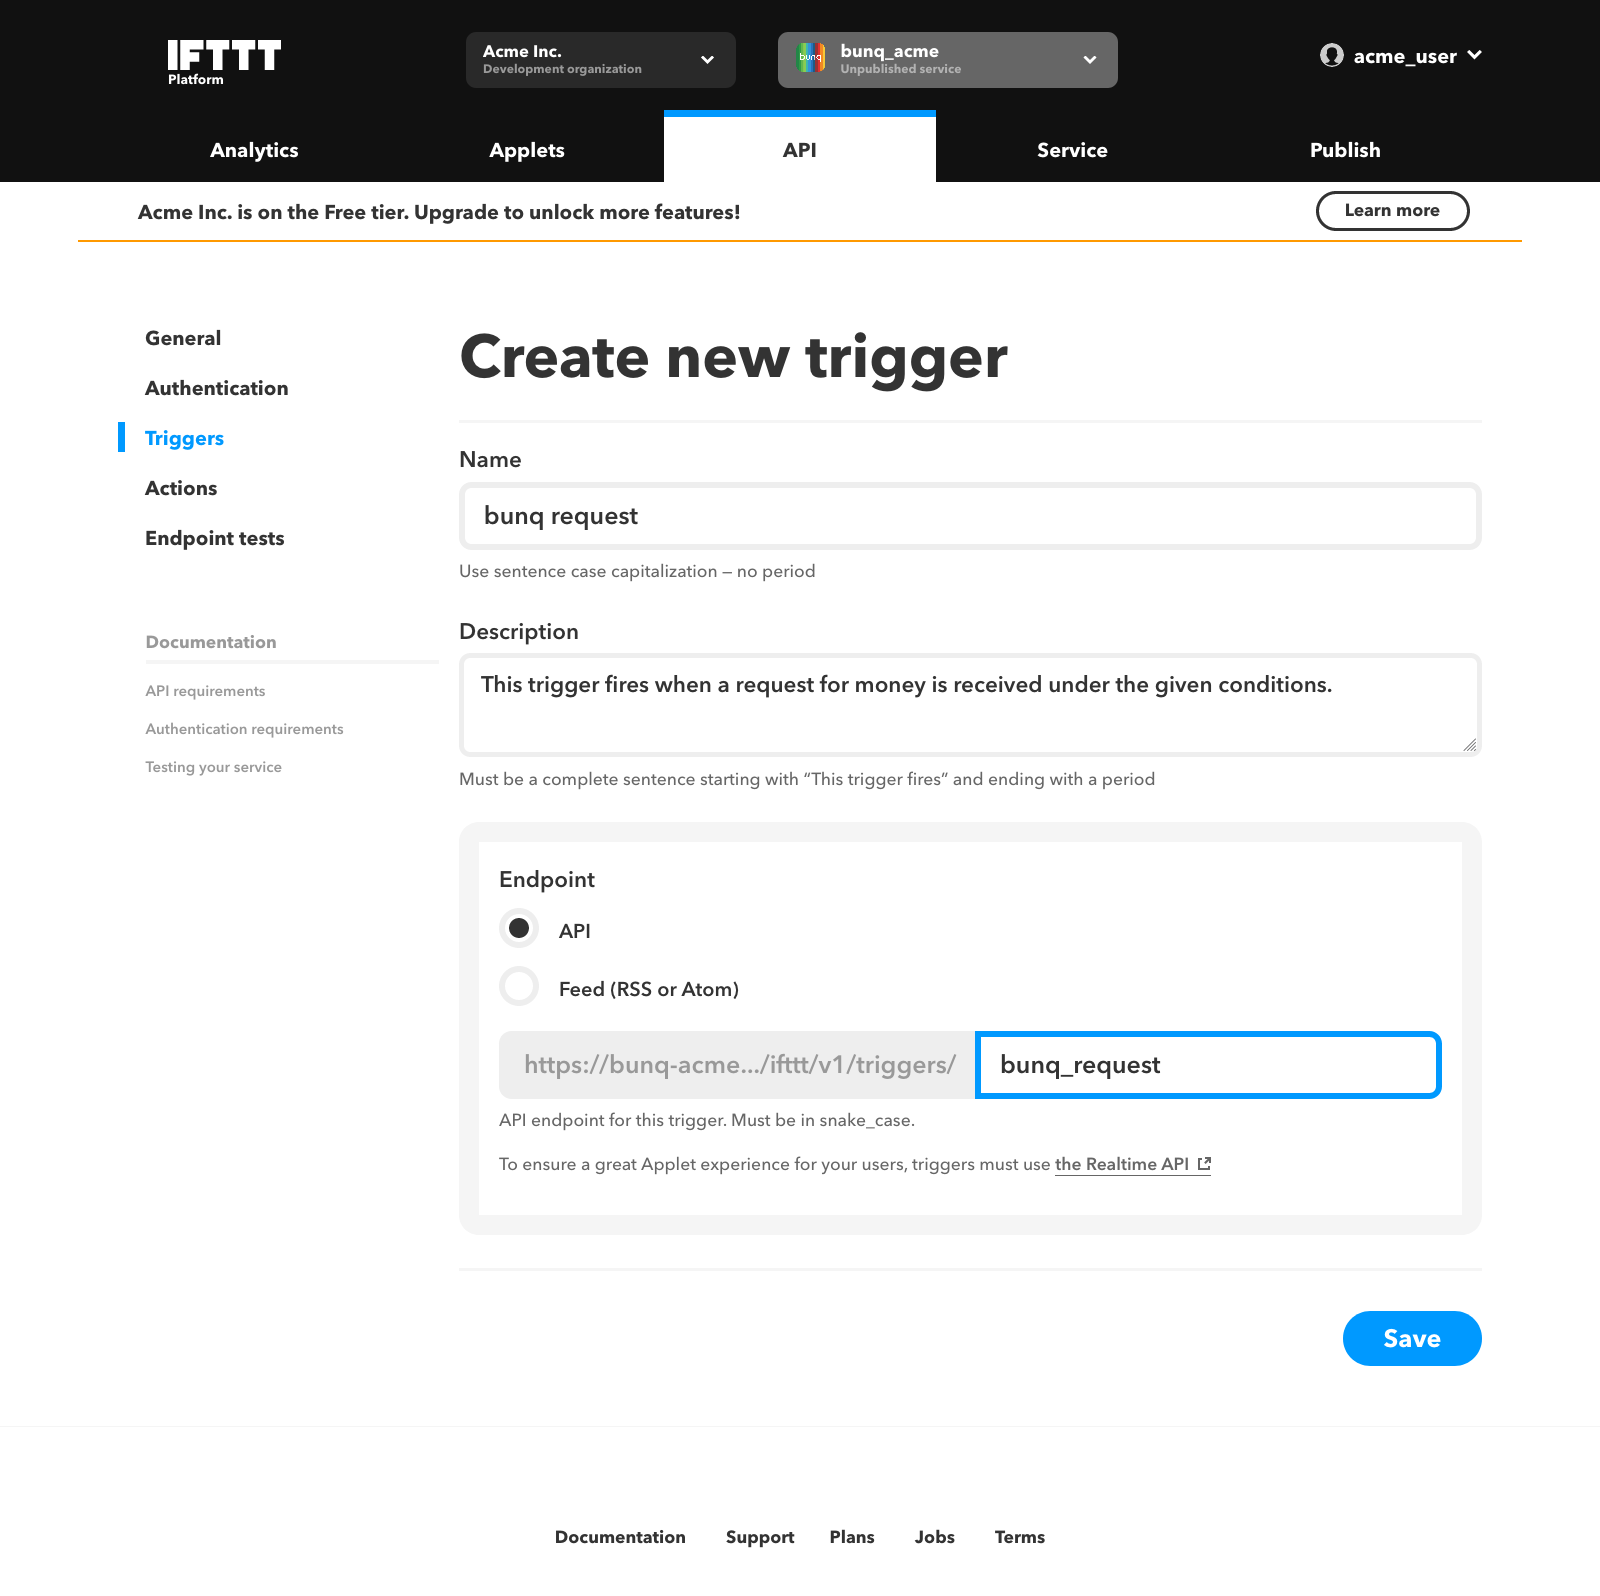 IFTTT
Platform
Acme Inc.
Development organization
bunq
bunq_acme
Unpublished service
acme_user
Analytics
Applets
API
Service
Publish
Acme Inc. is on the Free tier. Upgrade to unlock more features!
Learn more
General
Authentication
Triggers
Actions
Endpoint tests
Documentation
API requirements
Authentication requirements
Testing your service
Create new trigger
Name
bunq request
Use sentence case capitalization — no period
Description
This trigger fires when a request for money is received under the given conditions.
Must be a complete sentence starting with “This trigger fires” and ending with a period
Endpoint
API
Feed (RSS or Atom)
https://bunq-acme.../ifttt/v1/triggers/
bunq_request
API endpoint for this trigger. Must be in snake_case.
To ensure a great Applet experience for your users, triggers must use the Realtime API
Save
Documentation
Support
Plans
Jobs
Terms